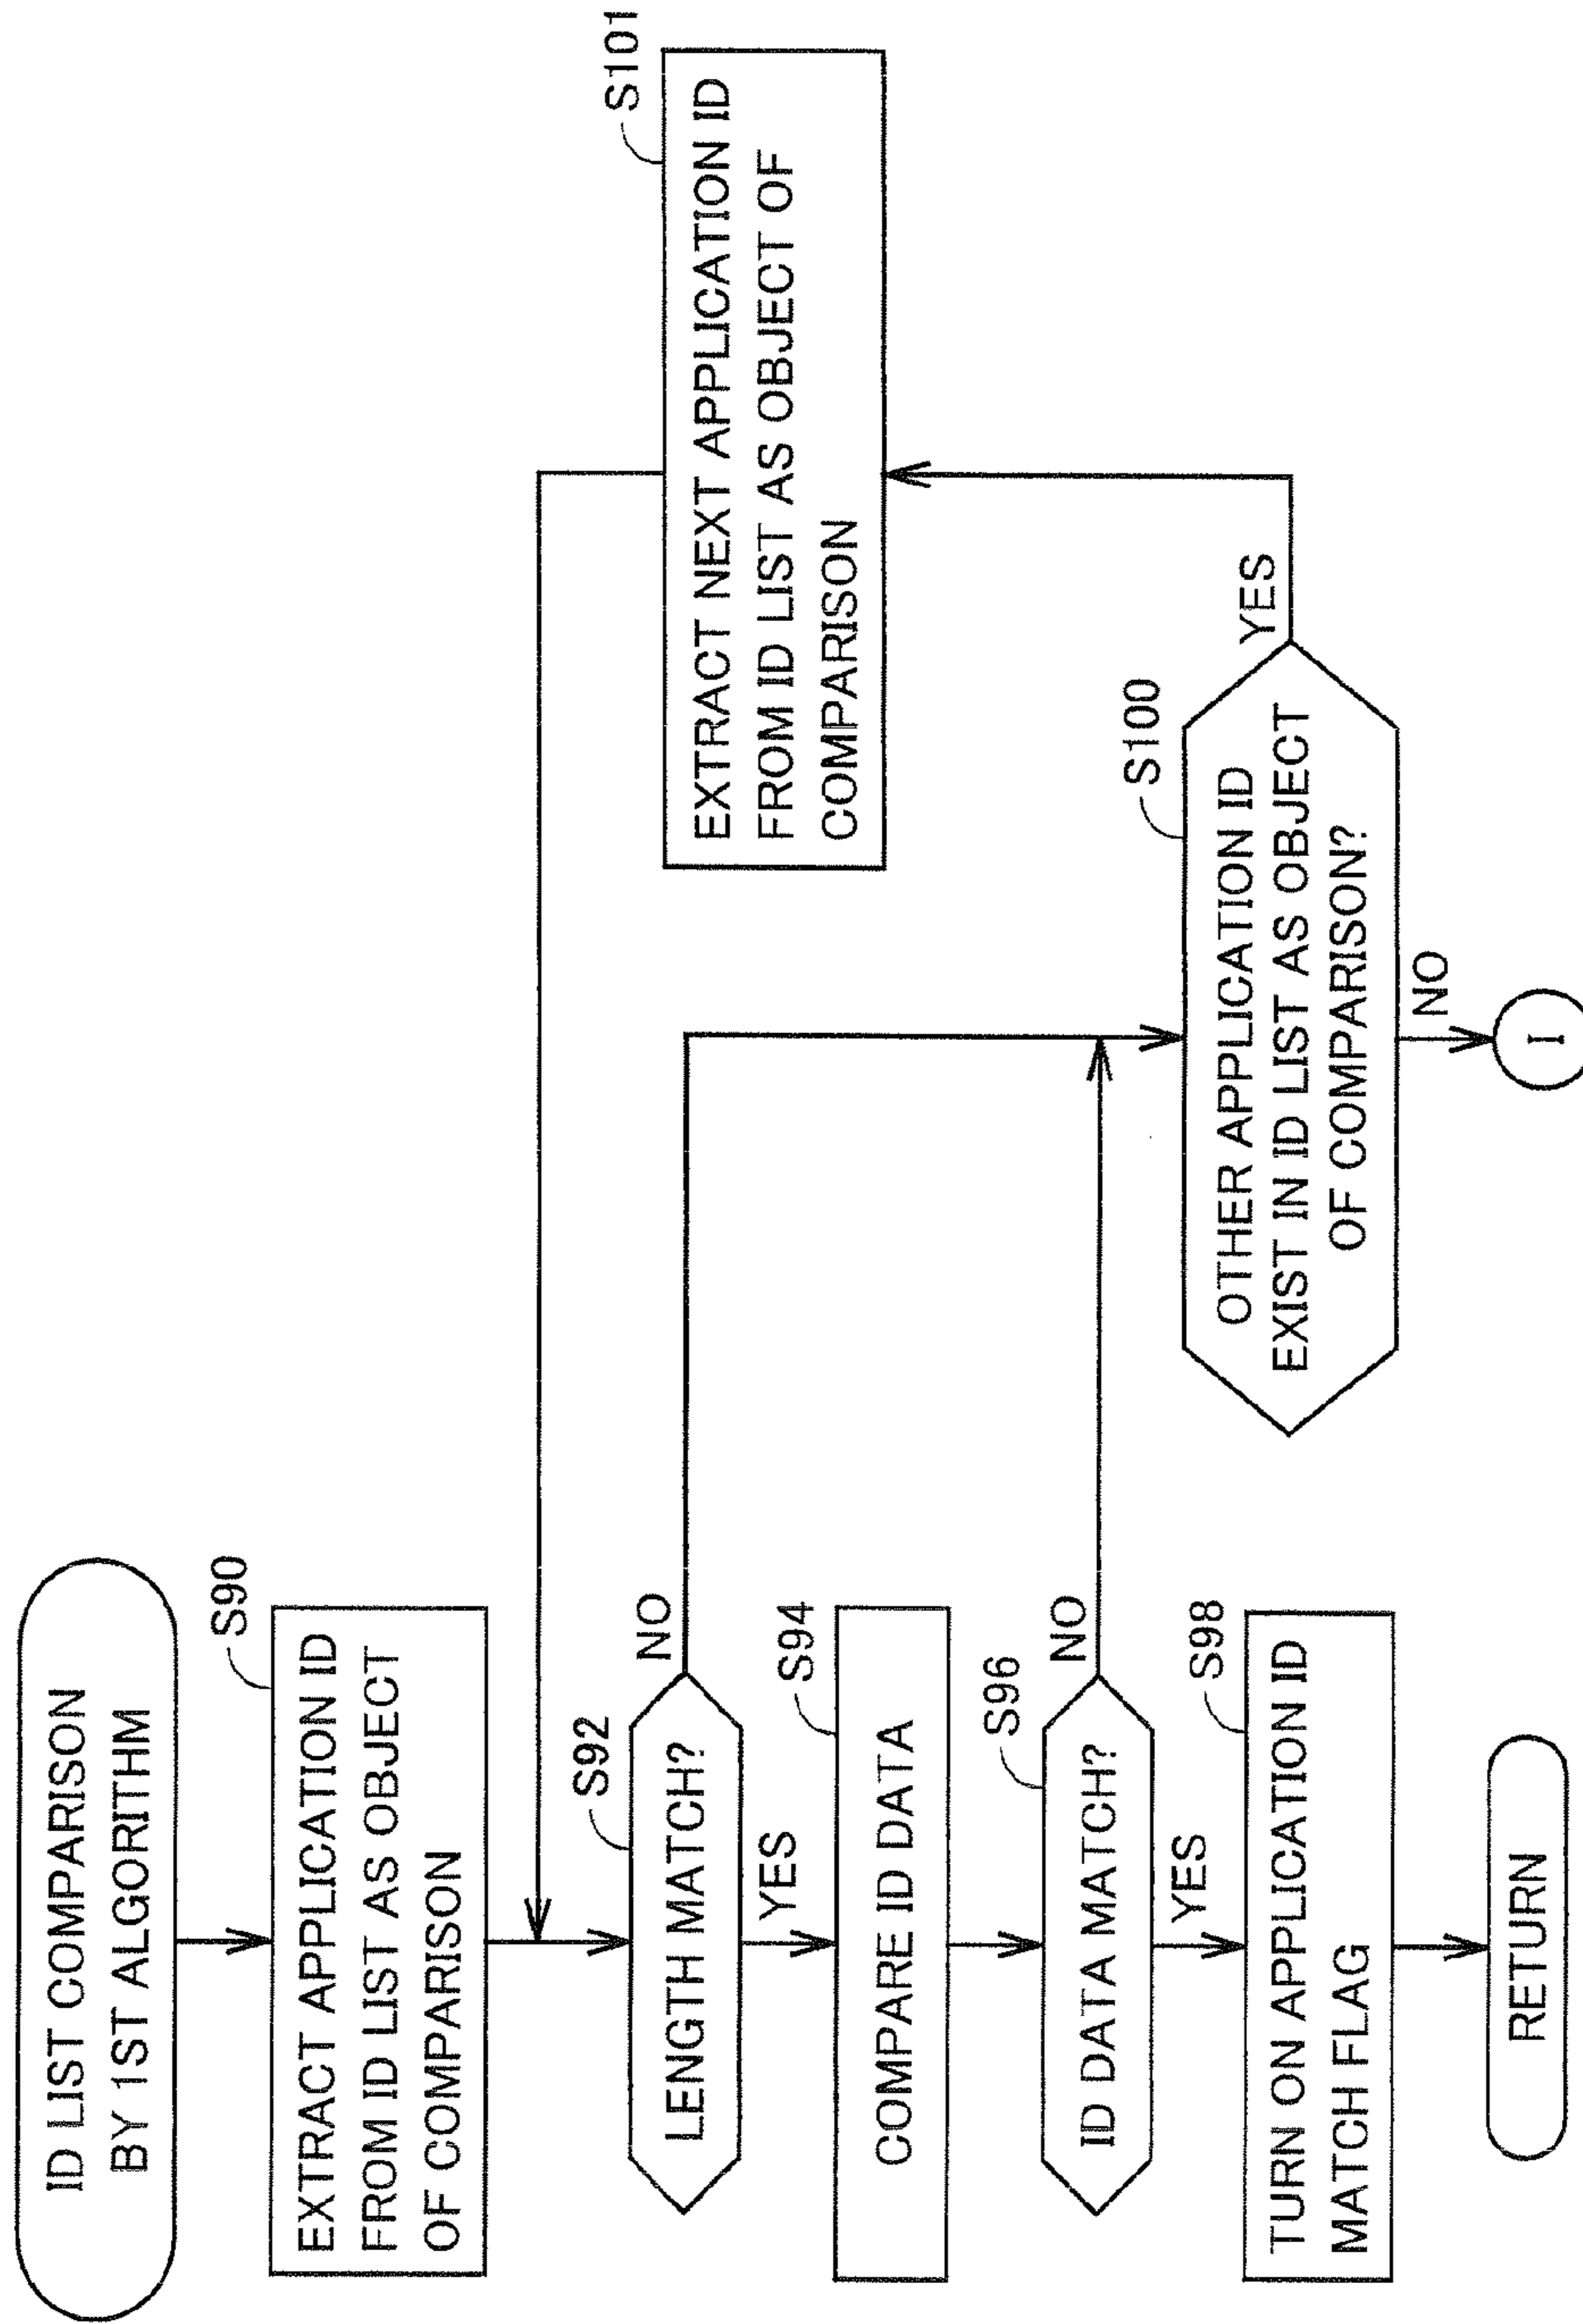 ID LIST COMPARISON
BY 1ST ALGORITHM
S90
EXTRACT APPLICATION ID
FROM ID LIST AS OBJECT
OF COMPARISON
S92
LENGTH MATCH?
NO
YES
S94
COMPARE ID DATA
S96
ID DATA MATCH?
NO
YES
S98
TURN ON APPLICATION ID
MATCH FLAG
RETURN
S101
EXTRACT NEXT APPLICATION ID
FROM ID LIST AS OBJECT OF
COMPARISON
S100
OTHER APPLICATION ID
EXIST IN ID LIST AS OBJECT
OF COMPARISON?
YES
NO
I